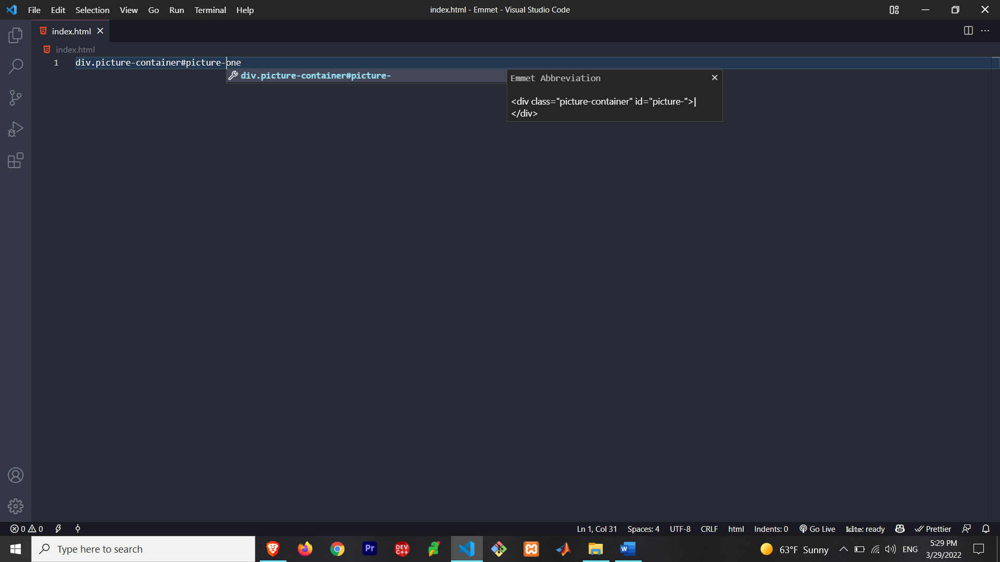 File Edit Selection View Go Run Terminal Help
index.html - Emmet - Visual Studio Code
index.html
index.html
1 div.picture-container#picture-one
div.picture-container#picture-
Emmet Abbreviation
<div class="picture-container" id="picture-">|
</div>
0 0
Ln 1, Col 31 Spaces: 4 UTF-8 CRLF html Indents: 0 Go Live kite: ready Prettier
Type here to search
Pr
DEV
C++
W
63°F Sunny
ENG
5:29 PM
3/29/2022